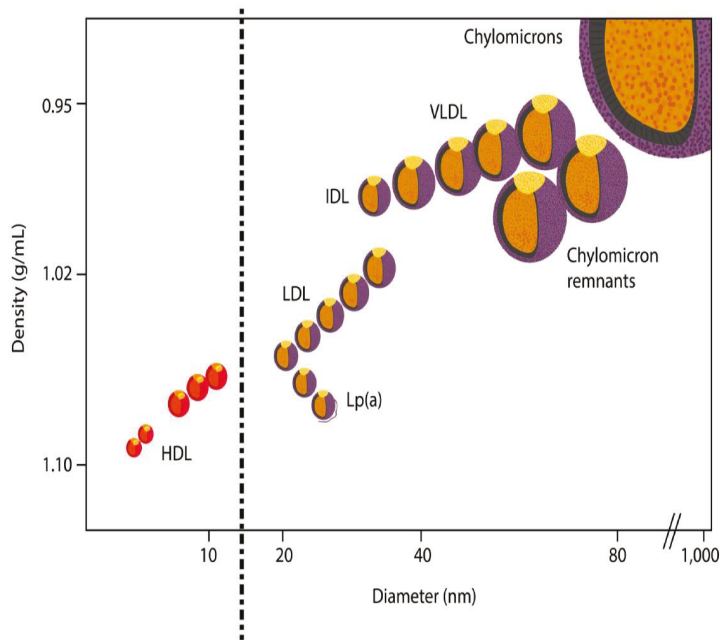 Chylomicrons
0.95
VLDL
IDL
Chylomicron
remnants
1.02
LDL
Lp(a)
HDL
1.10
Density (g/mL)
10
20
40
80
1,000
Diameter (nm)